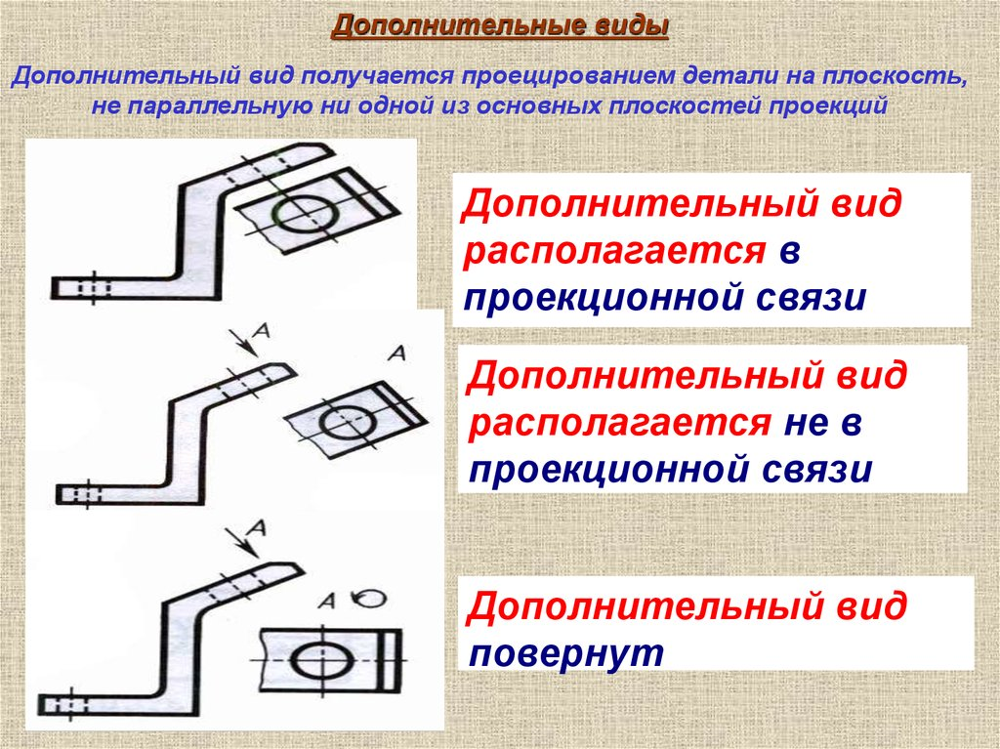 Дополнительные виды
Дополнительный вид получается проецированием детали на плоскость,
не параллельную ни одной из основных плоскостей проекций
Дополнительный вид
располагается в
проекционной связи
А
А
Дополнительный вид
располагается не в
проекционной связи
А
А
Дополнительный вид
повернут